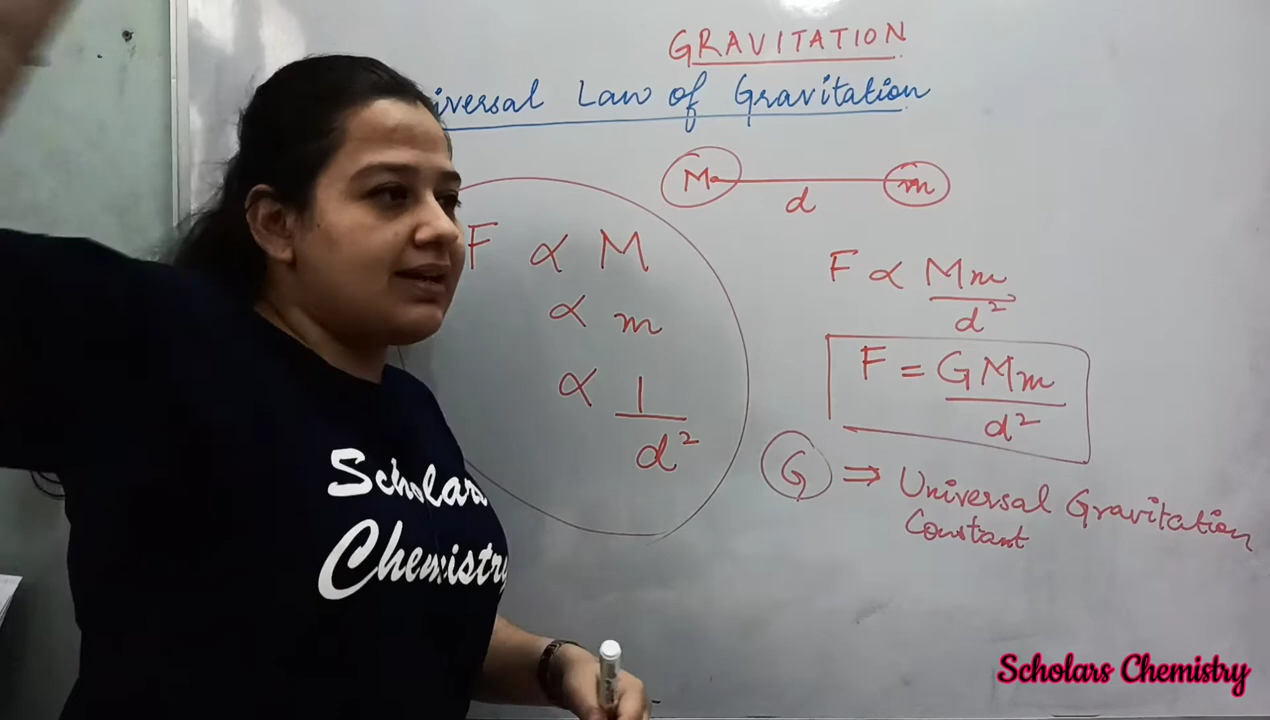 GRAVITATION
iversal Law of Gravitation
M m
d
F ∝ M
∝ m
∝ 1
d²
F ∝ Mm
d²
F = GMm
d²
G ⇒ Universal Gravitation
Constant
Scholars
Chemistry
Scholars Chemistry